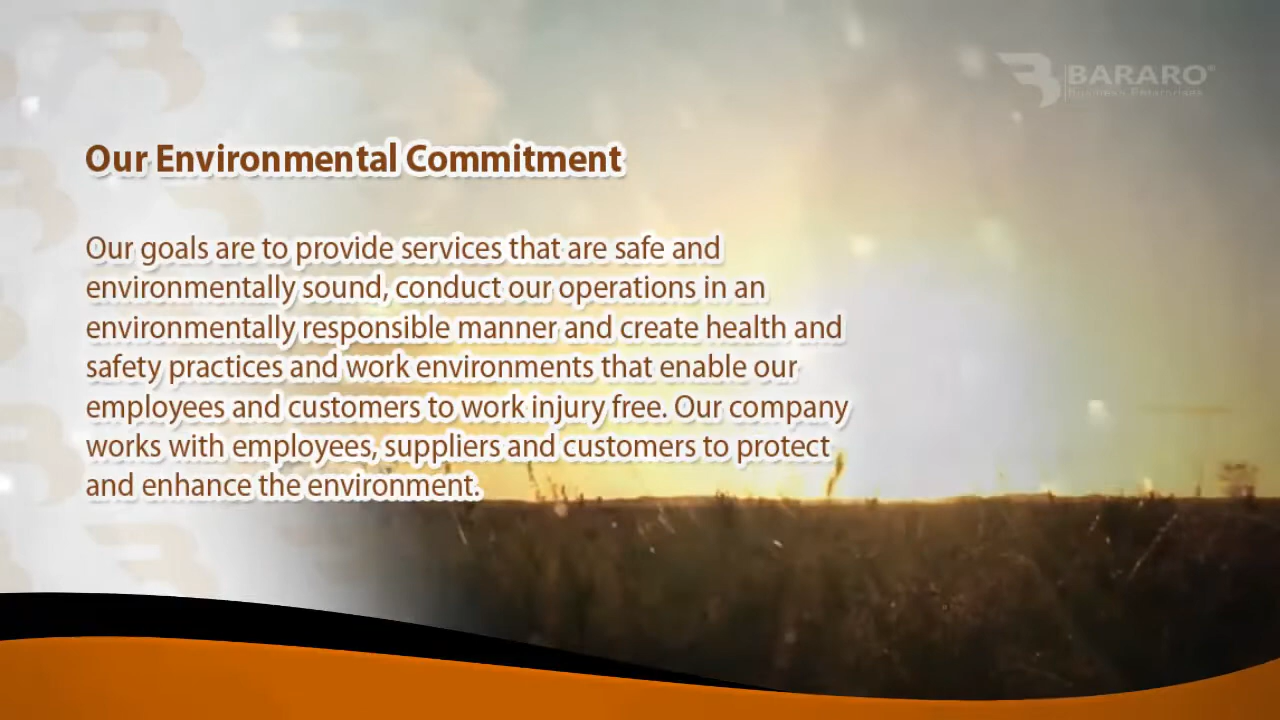 BARARO®
Business Enterprises
Our Environmental Commitment
Our goals are to provide services that are safe and
environmentally sound, conduct our operations in an
environmentally responsible manner and create health and
safety practices and work environments that enable our
employees and customers to work injury free. Our company
works with employees, suppliers and customers to protect
and enhance the environment.